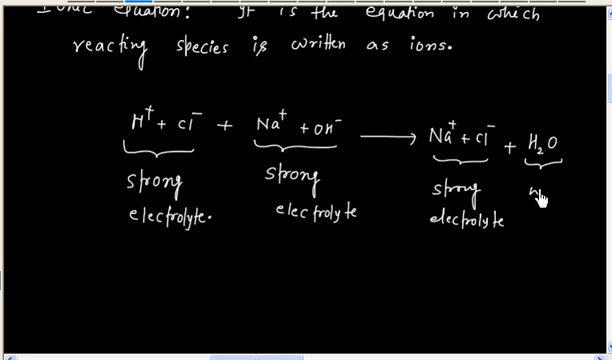 Ionic equation: It is the equation in which
reacting species is written as ions.
H⁺ + Cl⁻ + Na⁺ + OH⁻ ⟶ Na⁺ + Cl⁻ + H₂O
strong strong strong
electrolyte. electrolyte electrolyte